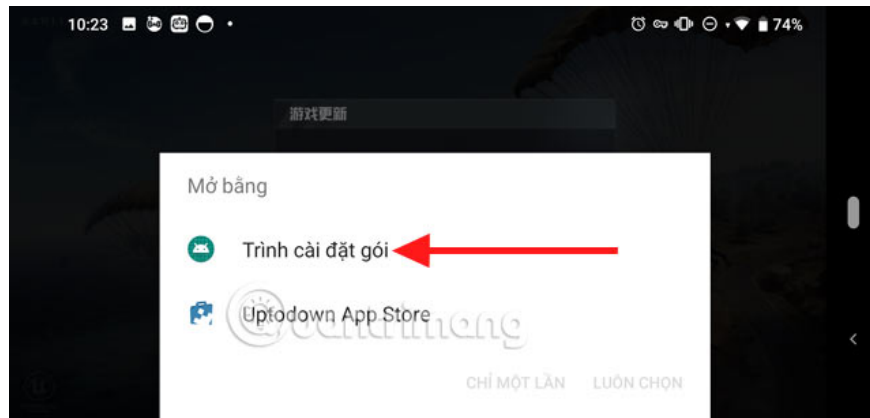 10:23
74%
游戏更新
Mở bằng
Trình cài đặt gói
Uptodown App Store
@uantrimang
CHỈ MỘT LẦN LUÔN CHỌN